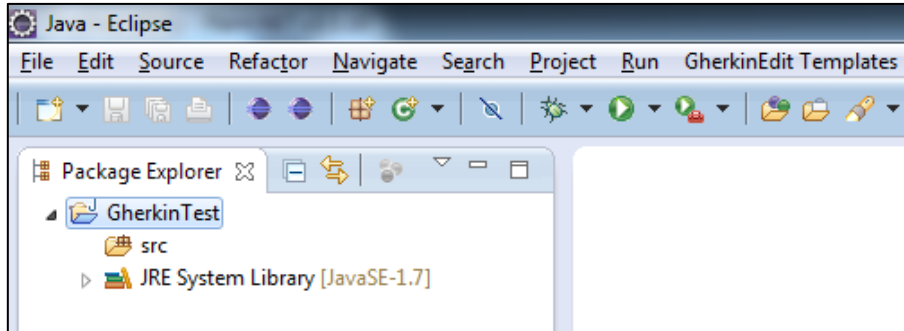 Java - Eclipse
File Edit Source Refactor Navigate Search Project Run GherkinEdit Templates
Package Explorer
GherkinTest
src
JRE System Library [JavaSE-1.7]